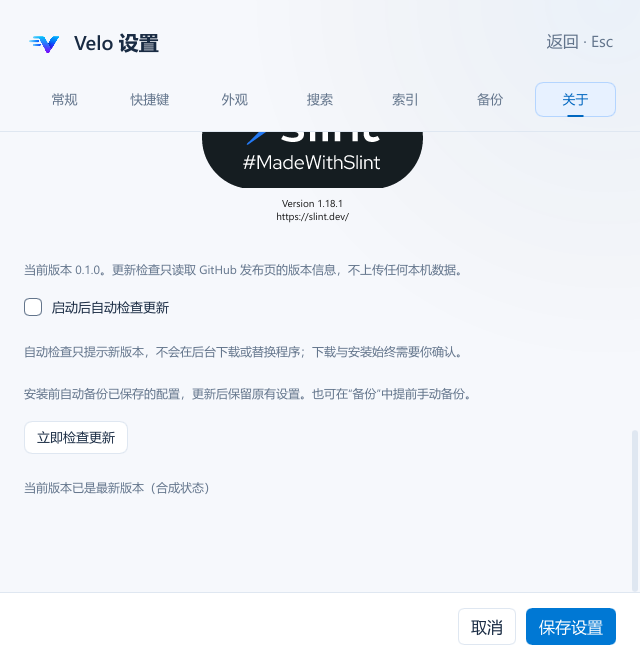 Velo 设置
返回 · Esc
常规
快捷键
外观
搜索
索引
备份
关于
Slint
#MadeWithSlint
Version 1.18.1
https://slint.dev/
当前版本 0.1.0。更新检查只读取 GitHub 发布页的版本信息，不上传任何本机数据。
启动后自动检查更新
自动检查只提示新版本，不会在后台下载或替换程序；下载与安装始终需要你确认。
安装前自动备份已保存的配置，更新后保留原有设置。也可在“备份”中提前手动备份。
立即检查更新
当前版本已是最新版本（合成状态）
取消
保存设置